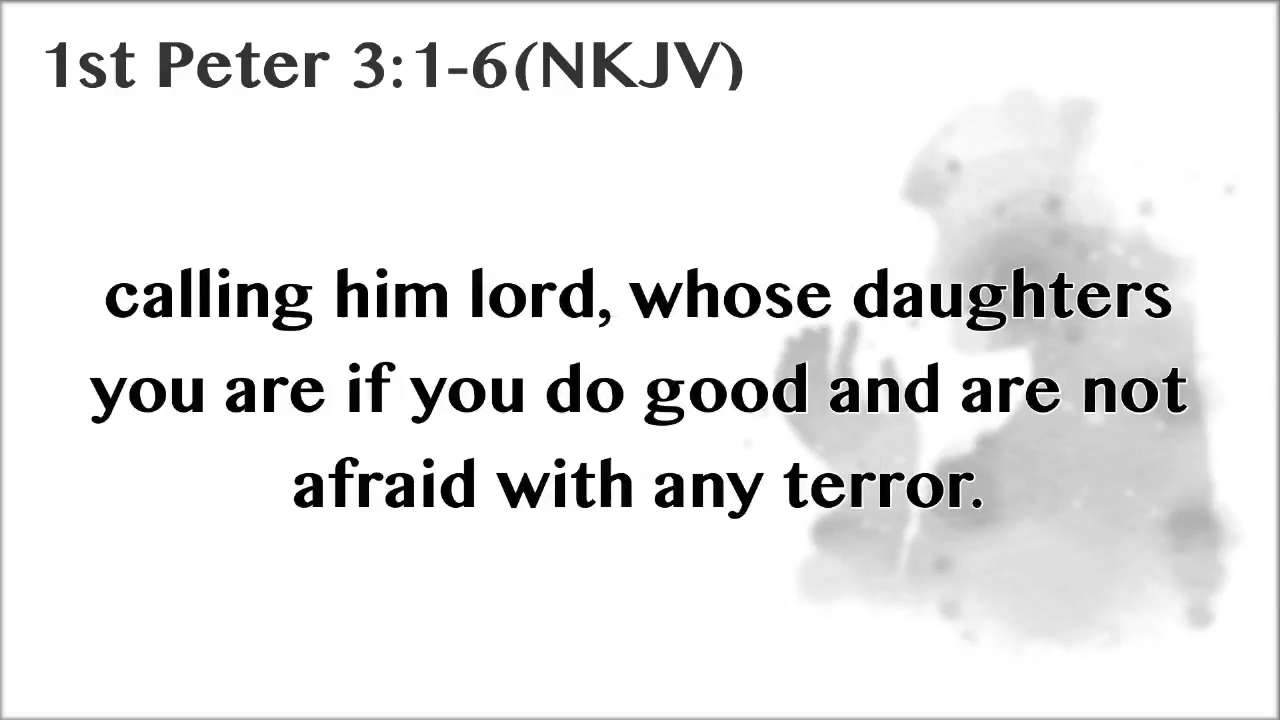 1st Peter 3:1-6(NKJV)
calling him lord, whose daughters
you are if you do good and are not
afraid with any terror.